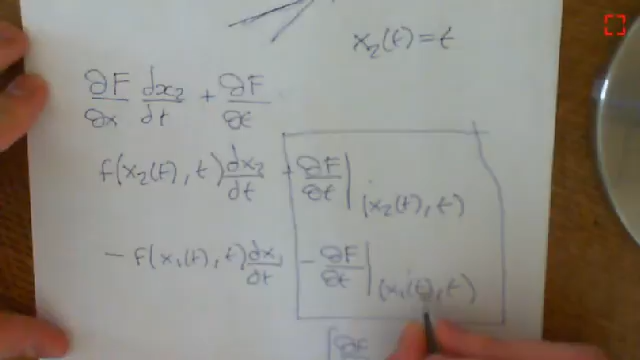 x₂(t) = t
∂F/∂x dx₂/dt + ∂F/∂t
f(x₂(t), t) dx₂/dt + ∂F/∂t |(x₂(t), t)
− f(x₁(t), t) dx₁/dt − ∂F/∂t |(x₁(t), t)
[∂F